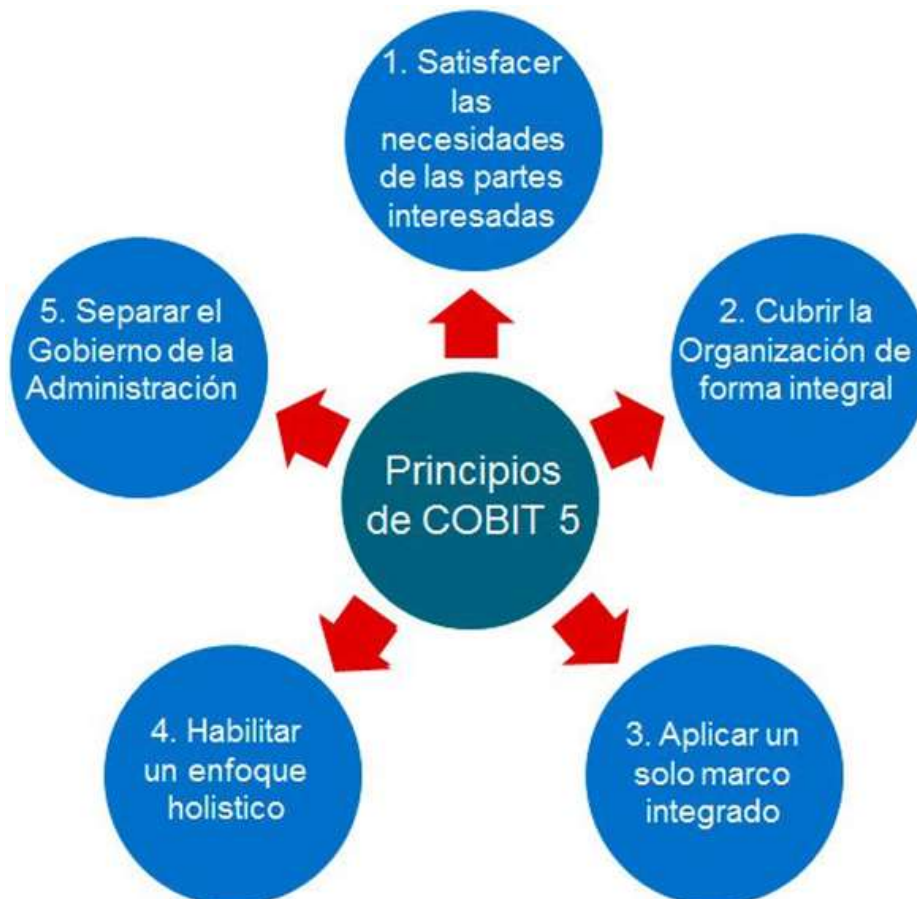 1. Satisfacer
las
necesidades
de las partes
interesadas
5. Separar el
Gobierno de la
Administración
2. Cubrir la
Organización de
forma integral
Principios
de COBIT 5
4. Habilitar
un enfoque
holistico
3. Aplicar un
solo marco
integrado